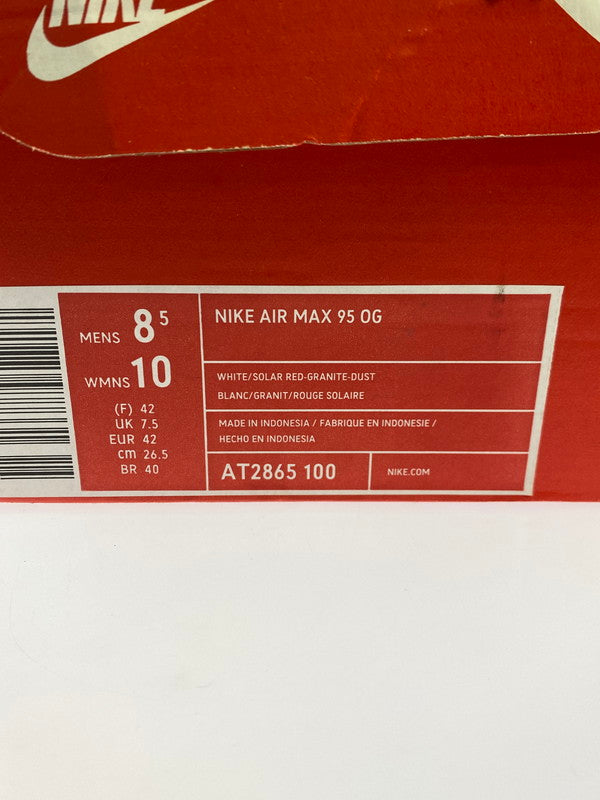 NIKE
MENS 8 5
WMNS 10
(F) 42
UK 7.5
EUR 42
cm 26.5
BR 40
NIKE AIR MAX 95 OG
WHITE/SOLAR RED-GRANITE-DUST
BLANC/GRANIT/ROUGE SOLAIRE
MADE IN INDONESIA / FABRIQUE EN INDONESIE /
HECHO EN INDONESIA
AT2865 100
NIKE.COM